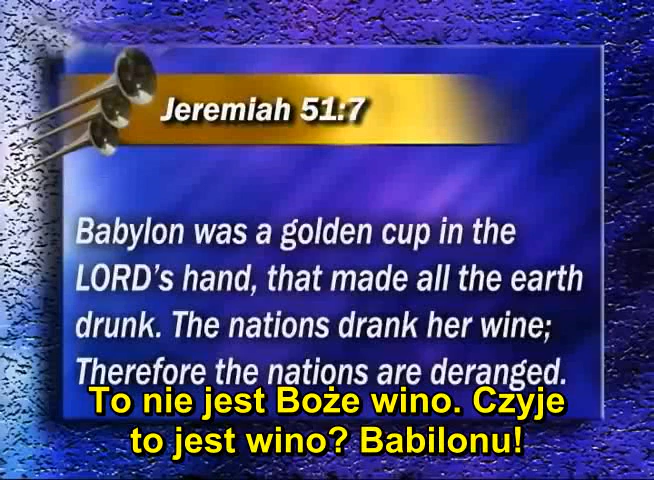 Jeremiah 51:7
Babylon was a golden cup in the
LORD's hand, that made all the earth
drunk. The nations drank her wine;
Therefore the nations are deranged.
To nie jest Boże wino. Czyje
to jest wino? Babilonu!